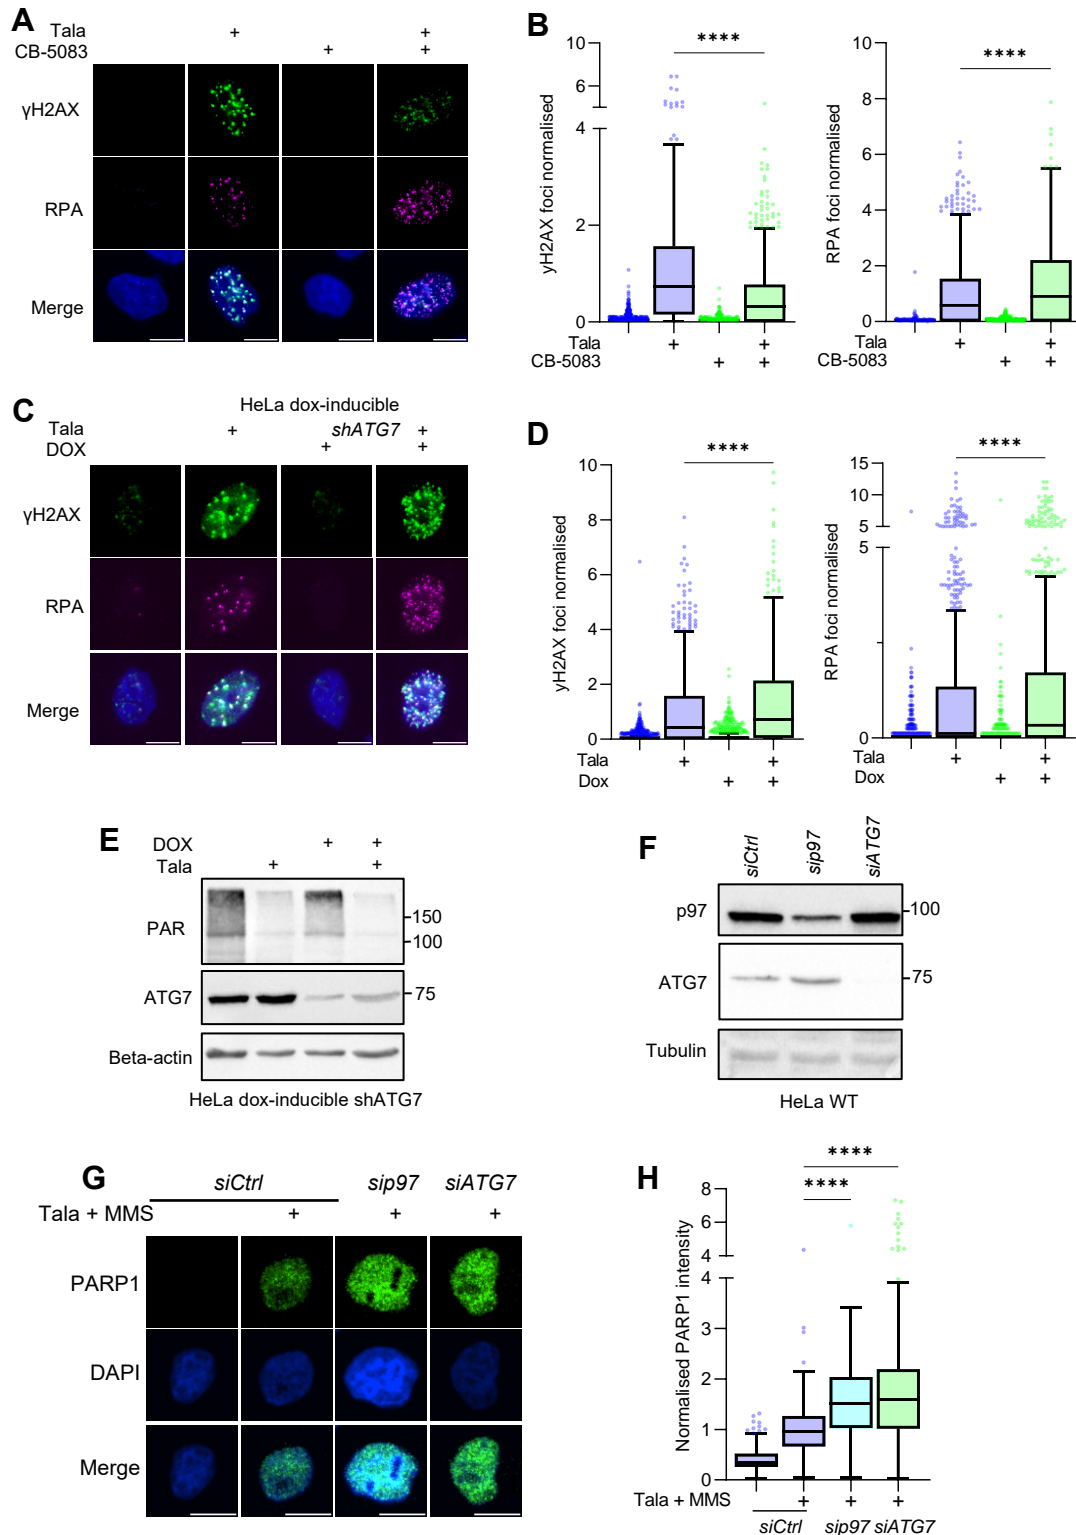 A
Tala + +
CB-5083 + +
γH2AX
RPA
Merge
B
yH2AX foci normalised
10
6
4
2
0
****
Tala + +
CB-5083 + +
RPA foci normalised
10
8
6
4
2
0
****
Tala + +
CB-5083 + +
C
HeLa dox-inducible
shATG7
Tala + +
DOX + +
γH2AX
RPA
Merge
D
yH2AX foci normalised
10
8
6
4
2
0
****
Tala + +
Dox + +
RPA foci normalised
15
10
5
5
0
****
Tala + +
Dox + +
E
DOX + +
Tala + +
PAR
150
100
ATG7
75
Beta-actin
HeLa dox-inducible shATG7
F
siCtrl sip97 siATG7
p97
100
ATG7
75
Tubulin
HeLa WT
G
siCtrl sip97 siATG7
Tala + MMS + + +
PARP1
DAPI
Merge
H
Normalised PARP1 intensity
8
6
4
4
3
2
1
0
****
****
Tala + MMS + + +
siCtrl sip97 siATG7